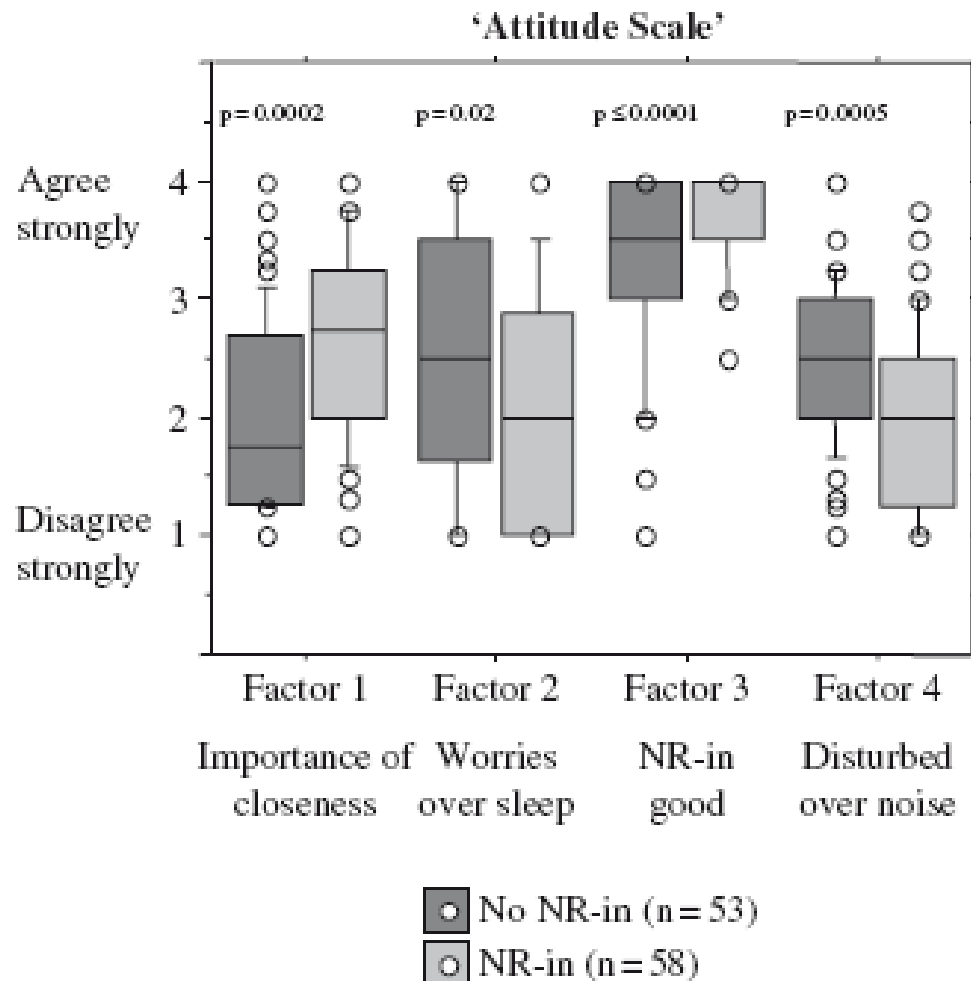 ‘Attitude Scale’
p=0.0002 p=0.02 p≤0.0001 p=0.0005
Agree
strongly
4
3
2
Disagree
strongly
1
Factor 1 Factor 2 Factor 3 Factor 4
Importance of Worries NR-in Disturbed
closeness over sleep good over noise
No NR-in (n=53)
NR-in (n=58)